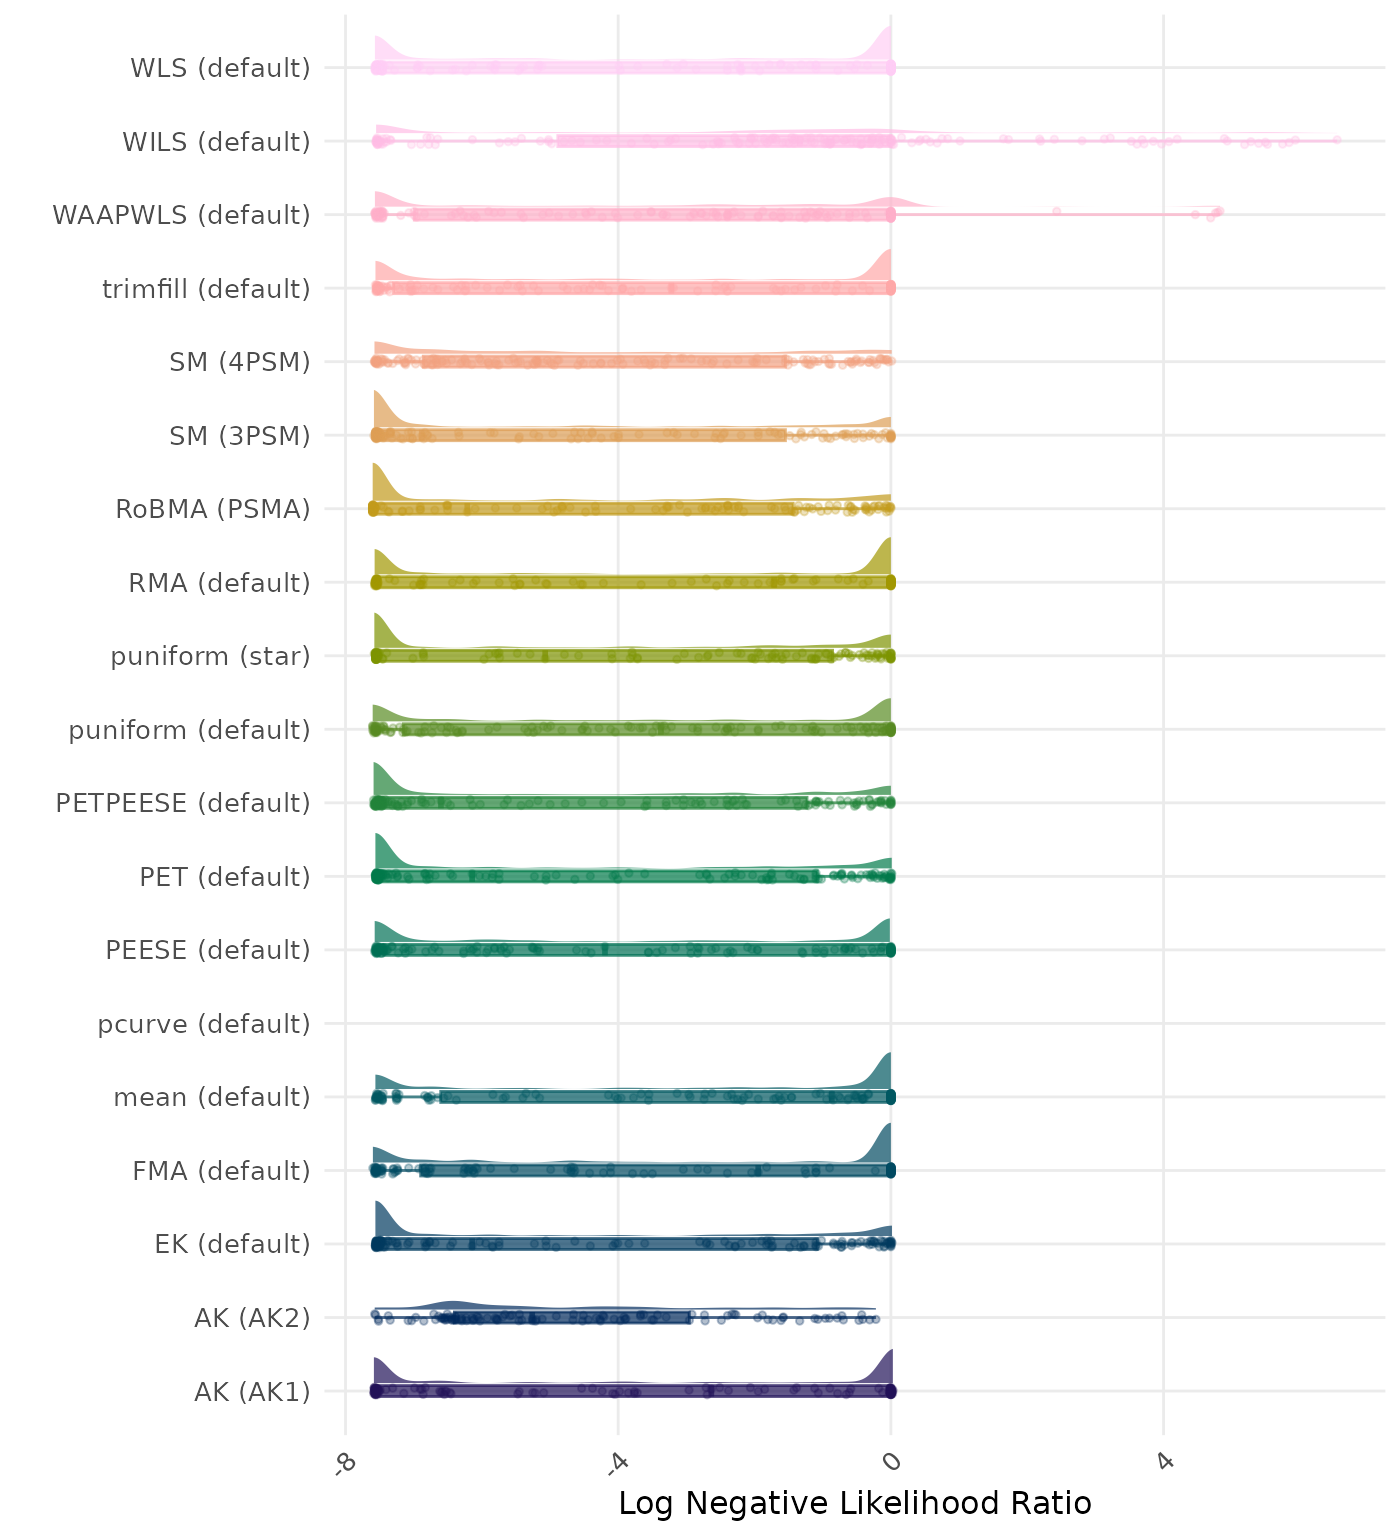 WLS (default)
WILS (default)
WAAPWLS (default)
trimfill (default)
SM (4PSM)
SM (3PSM)
RoBMA (PSMA)
RMA (default)
puniform (star)
puniform (default)
PETPEESE (default)
PET (default)
PEESE (default)
pcurve (default)
mean (default)
FMA (default)
EK (default)
AK (AK2)
AK (AK1)
-8 -4 0 4
Log Negative Likelihood Ratio